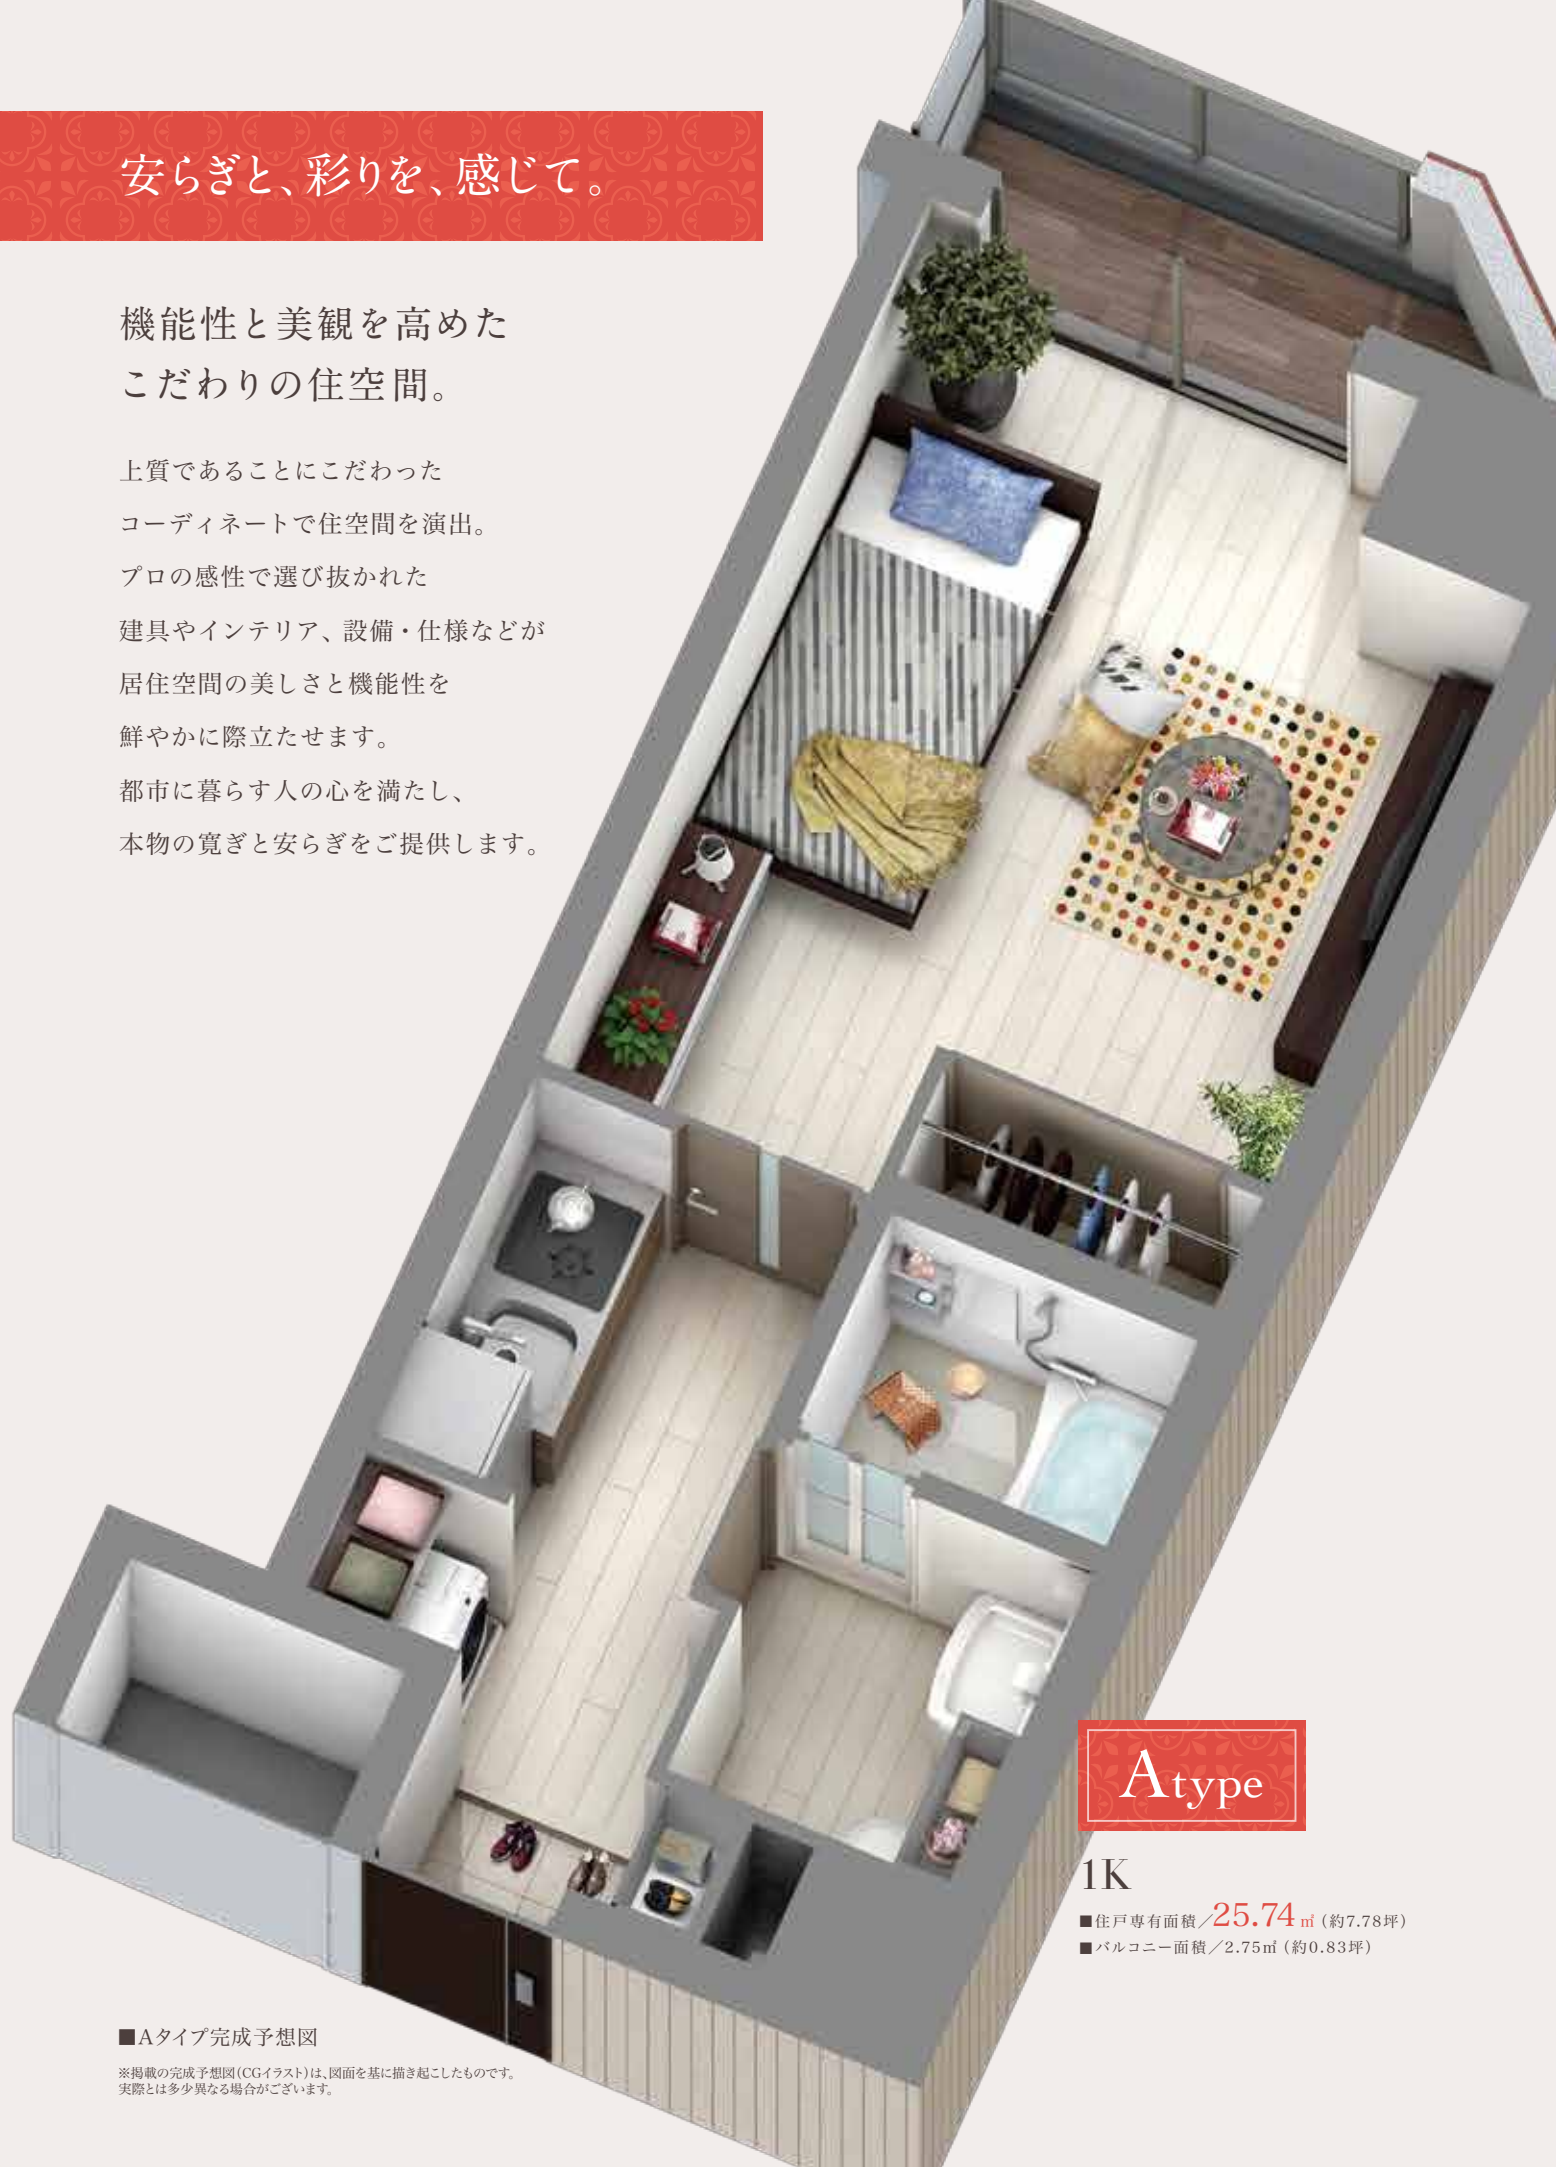 安らぎと、彩りを、感じて。
機能性と美観を高めた
こだわりの住空間。
上質であることにこだわった
コーディネートで住空間を演出。
プロの感性で選び抜かれた
建具やインテリア、設備・仕様などが
居住空間の美しさと機能性を
鮮やかに際立たせます。
都市に暮らす人の心を満たし、
本物の寛ぎと安らぎをご提供します。
Atype
1K
■住戸専有面積／25.74㎡（約7.78坪）
■バルコニー面積／2.75㎡（約0.83坪）
■Aタイプ完成予想図
※掲載の完成予想図（CGイラスト）は、図面を基に描き起こしたものです。
実際とは多少異なる場合がございます。